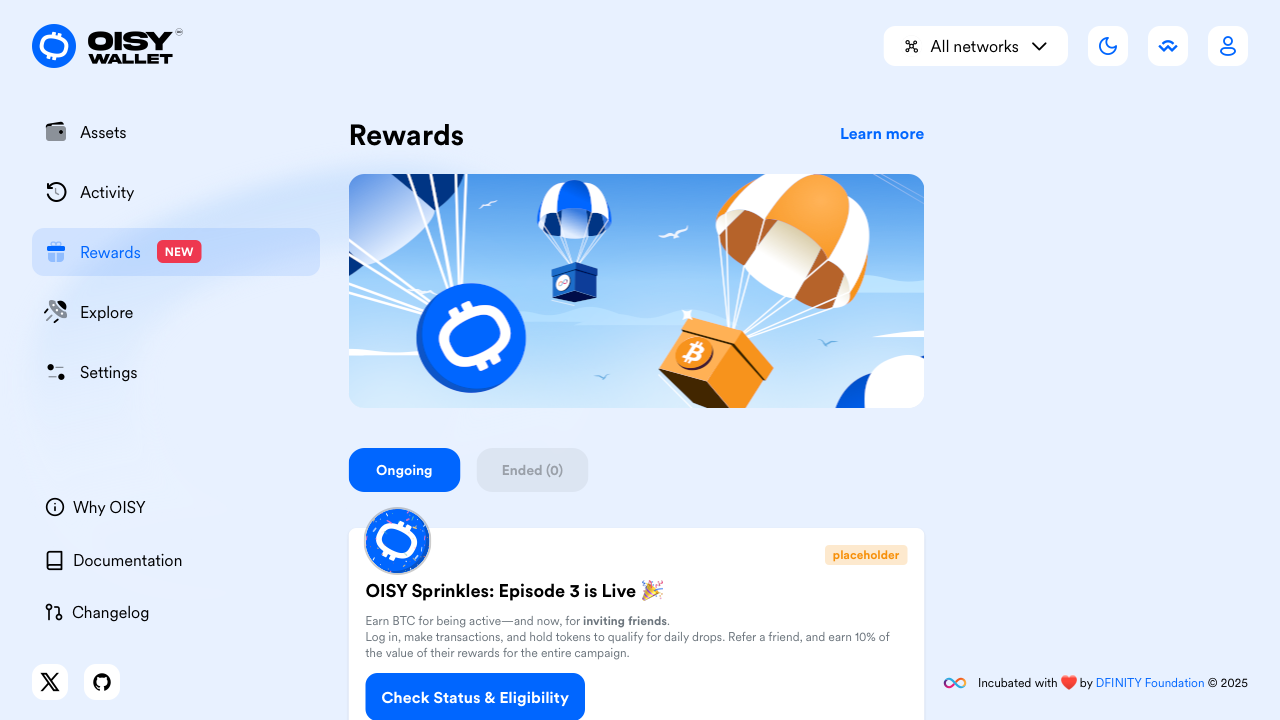 OISY
WALLET
All networks
Assets
Activity
Rewards NEW
Explore
Settings
Why OISY
Documentation
Changelog
Rewards
Learn more
Ongoing
Ended (0)
placeholder
OISY Sprinkles: Episode 3 is Live 🎉
Earn BTC for being active—and now, for inviting friends.
Log in, make transactions, and hold tokens to qualify for daily drops. Refer a friend, and earn 10% of
the value of their rewards for the entire campaign.
Check Status & Eligibility
Incubated with ❤️ by DFINITY Foundation © 2025